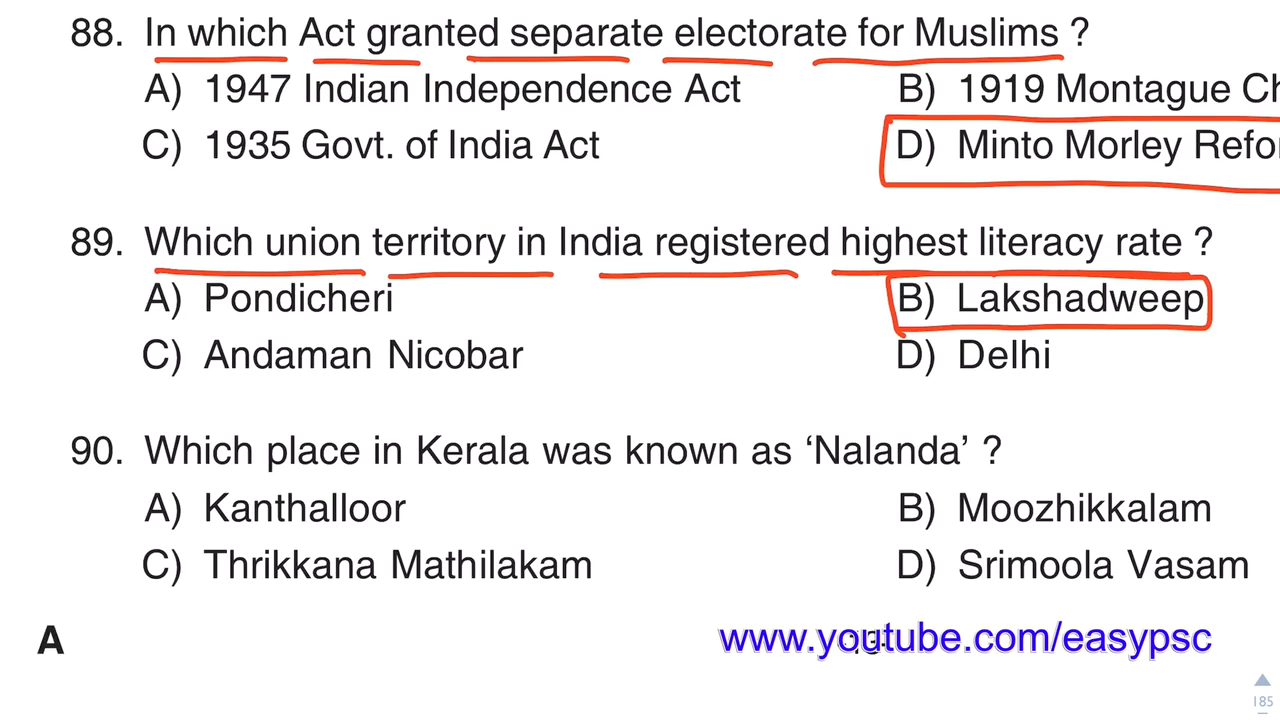 88. In which Act granted separate electorate for Muslims ?
A) 1947 Indian Independence Act B) 1919 Montague Ch
C) 1935 Govt. of India Act D) Minto Morley Refo
89. Which union territory in India registered highest literacy rate ?
A) Pondicheri B) Lakshadweep
C) Andaman Nicobar D) Delhi
90. Which place in Kerala was known as ‘Nalanda’ ?
A) Kanthalloor B) Moozhikkalam
C) Thrikkana Mathilakam D) Srimoola Vasam
A www.youtube.com/easypsc
185